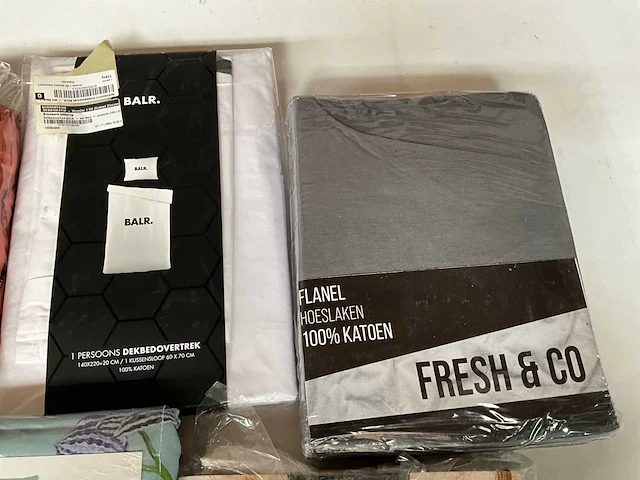 BALR.
BALR.
BALR.
1 PERSOONS DEKBEDOVERTREK
140X220+20 CM / 1 KUSSENSLOOP 60 X 70 CM
100% KATOEN
FLANEL
HOESLAKEN
100% KATOEN
FRESH & CO